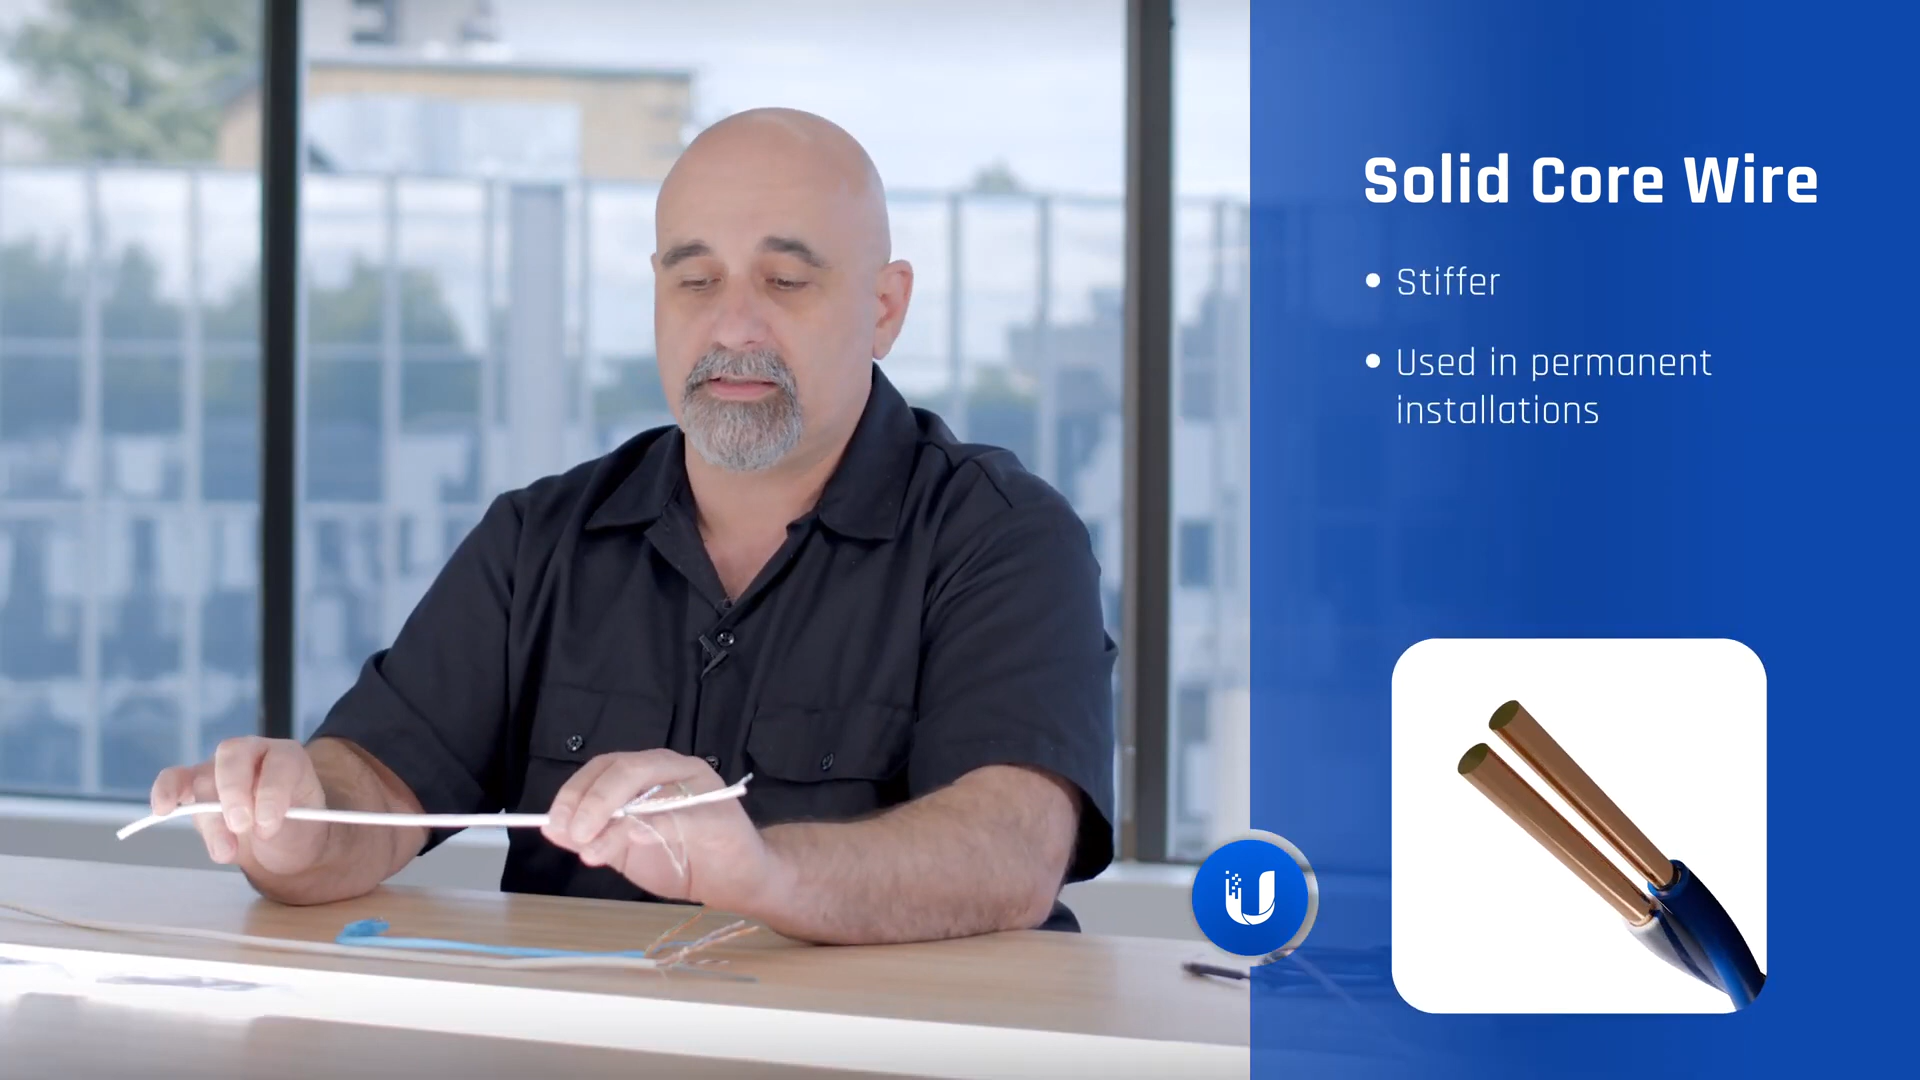 Solid Core Wire
• Stiffer
• Used in permanent
installations